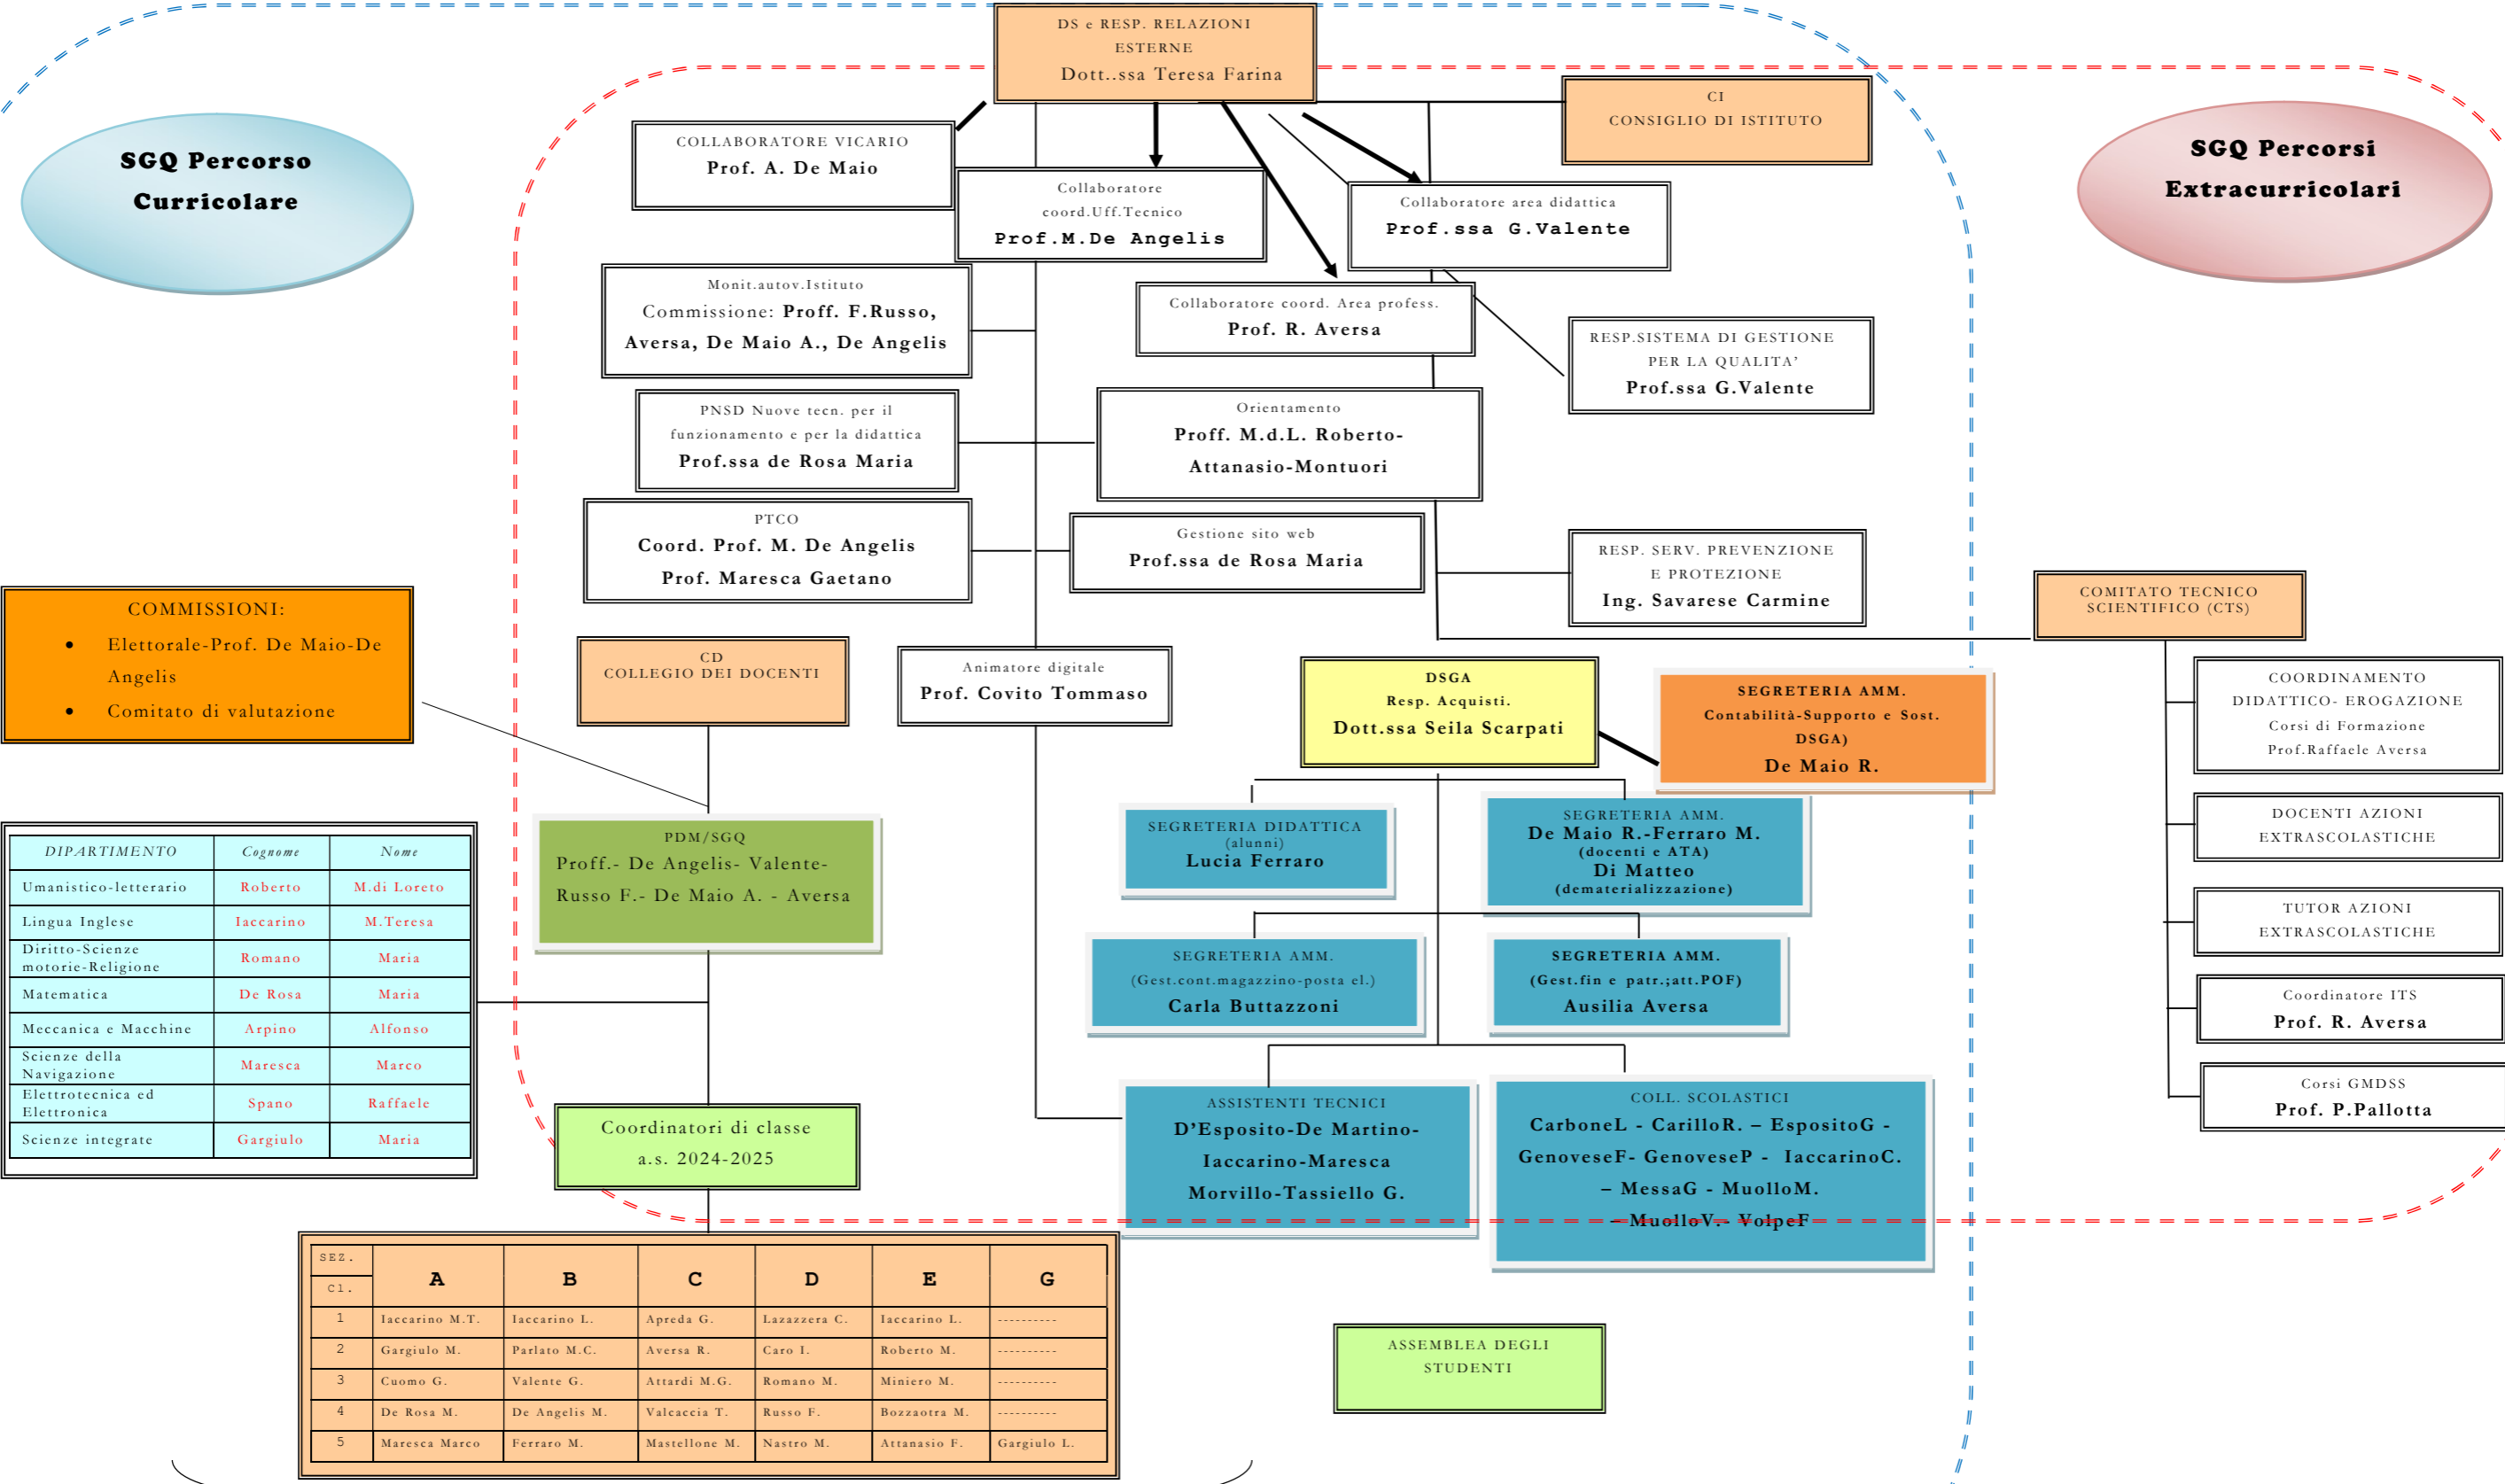 DS e RESP. RELAZIONI
ESTERNE
Dott..ssa Teresa Farina
CI
CONSIGLIO DI ISTITUTO
SGQ Percorso
Curricolare
SGQ Percorsi
Extracurricolari
COLLABORATORE VICARIO
Prof. A. De Maio
Collaboratore
coord.Uff.Tecnico
Prof.M.De Angelis
Collaboratore area didattica
Prof.ssa G.Valente
Monit.autov.Istituto
Commissione: Proff. F.Russo,
Aversa, De Maio A., De Angelis
Collaboratore coord. Area profess.
Prof. R. Aversa
RESP.SISTEMA DI GESTIONE
PER LA QUALITA'
Prof.ssa G.Valente
PNSD Nuove tecn. per il
funzionamento e per la didattica
Prof.ssa de Rosa Maria
Orientamento
Proff. M.d.L. Roberto-
Attanasio-Montuori
PTCO
Coord. Prof. M. De Angelis
Prof. Maresca Gaetano
Gestione sito web
Prof.ssa de Rosa Maria
RESP. SERV. PREVENZIONE
E PROTEZIONE
Ing. Savarese Carmine
COMITATO TECNICO
SCIENTIFICO (CTS)
COMMISSIONI:
• Elettorale-Prof. De Maio-De
Angelis
• Comitato di valutazione
CD
COLLEGIO DEI DOCENTI
Animatore digitale
Prof. Covito Tommaso
DSGA
Resp. Acquisti.
Dott.ssa Seila Scarpati
SEGRETERIA AMM.
Contabilità-Supporto e Sost.
DSGA)
De Maio R.
COORDINAMENTO
DIDATTICO- EROGAZIONE
Corsi di Formazione
Prof.Raffaele Aversa
DOCENTI AZIONI
EXTRASCOLASTICHE
TUTOR AZIONI
EXTRASCOLASTICHE
Coordinatore ITS
Prof. R. Aversa
Corsi GMDSS
Prof. P.Pallotta
PDM/SGQ
Proff.- De Angelis- Valente-
Russo F.- De Maio A. - Aversa
SEGRETERIA DIDATTICA
(alunni)
Lucia Ferraro
SEGRETERIA AMM.
De Maio R.-Ferraro M.
(docenti e ATA)
Di Matteo
(dematerializzazione)
SEGRETERIA AMM.
(Gest.cont.magazzino-posta el.)
Carla Buttazzoni
SEGRETERIA AMM.
(Gest.fin e patr.;att.POF)
Ausilia Aversa
DIPARTIMENTO Cognome Nome
Umanistico-letterario Roberto M.di Loreto
Lingua Inglese Iaccarino M.Teresa
Diritto-Scienze
motorie-Religione Romano Maria
Matematica De Rosa Maria
Meccanica e Macchine Arpino Alfonso
Scienze della
Navigazione Maresca Marco
Elettrotecnica ed
Elettronica Spano Raffaele
Scienze integrate Gargiulo Maria
Coordinatori di classe
a.s. 2024-2025
ASSISTENTI TECNICI
D'Esposito-De Martino-
Iaccarino-Maresca
Morvillo-Tassiello G.
COLL. SCOLASTICI
CarboneL - CarilloR. – EspositoG -
GenoveseF- GenoveseP - IaccarinoC.
– MessaG - MuolloM.
– MuolloV.- VolpeF
SEZ.
Cl. A B C D E G
1 Iaccarino M.T. Iaccarino L. Apreda G. Lazazzera C. Iaccarino L. ----------
2 Gargiulo M. Parlato M.C. Aversa R. Caro I. Roberto M. ----------
3 Cuomo G. Valente G. Attardi M.G. Romano M. Miniero M. ----------
4 De Rosa M. De Angelis M. Valcaccia T. Russo F. Bozzaotra M. ----------
5 Maresca Marco Ferraro M. Mastellone M. Nastro M. Attanasio F. Gargiulo L.
ASSEMBLEA DEGLI
STUDENTI